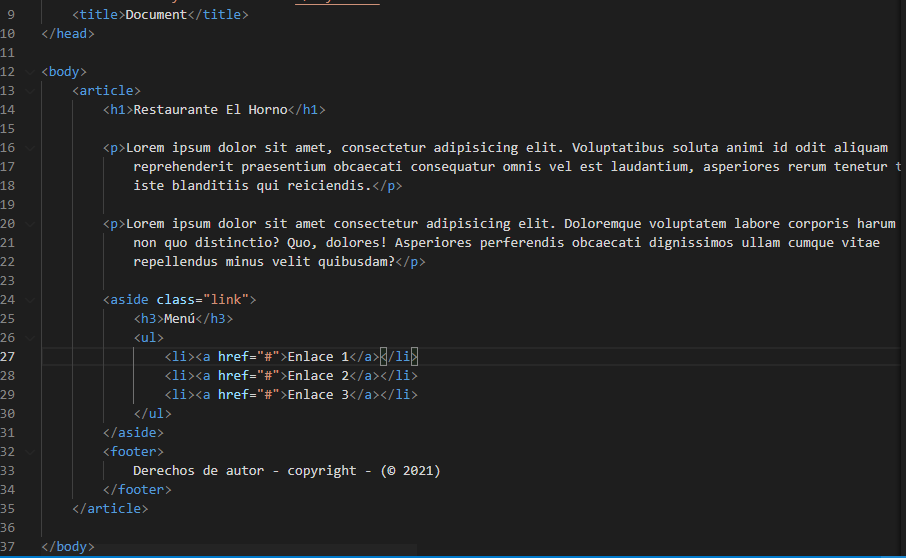 9 <title>Document</title>
10 </head>
11
12 <body>
13 <article>
14 <h1>Restaurante El Horno</h1>
15
16 <p>Lorem ipsum dolor sit amet, consectetur adipisicing elit. Voluptatibus soluta animi id odit aliquam
17 reprehenderit praesentium obcaecati consequatur omnis vel est laudantium, asperiores rerum tenetur t
18 iste blanditiis qui reiciendis.</p>
19
20 <p>Lorem ipsum dolor sit amet consectetur adipisicing elit. Doloremque voluptatem labore corporis harum
21 non quo distinctio? Quo, dolores! Asperiores perferendis obcaecati dignissimos ullam cumque vitae
22 repellendus minus velit quibusdam?</p>
23
24 <aside class="link">
25 <h3>Menú</h3>
26 <ul>
27 <li><a href="#">Enlace 1</a></li>
28 <li><a href="#">Enlace 2</a></li>
29 <li><a href="#">Enlace 3</a></li>
30 </ul>
31 </aside>
32 <footer>
33 Derechos de autor - copyright - (© 2021)
34 </footer>
35 </article>
36
37 </body>